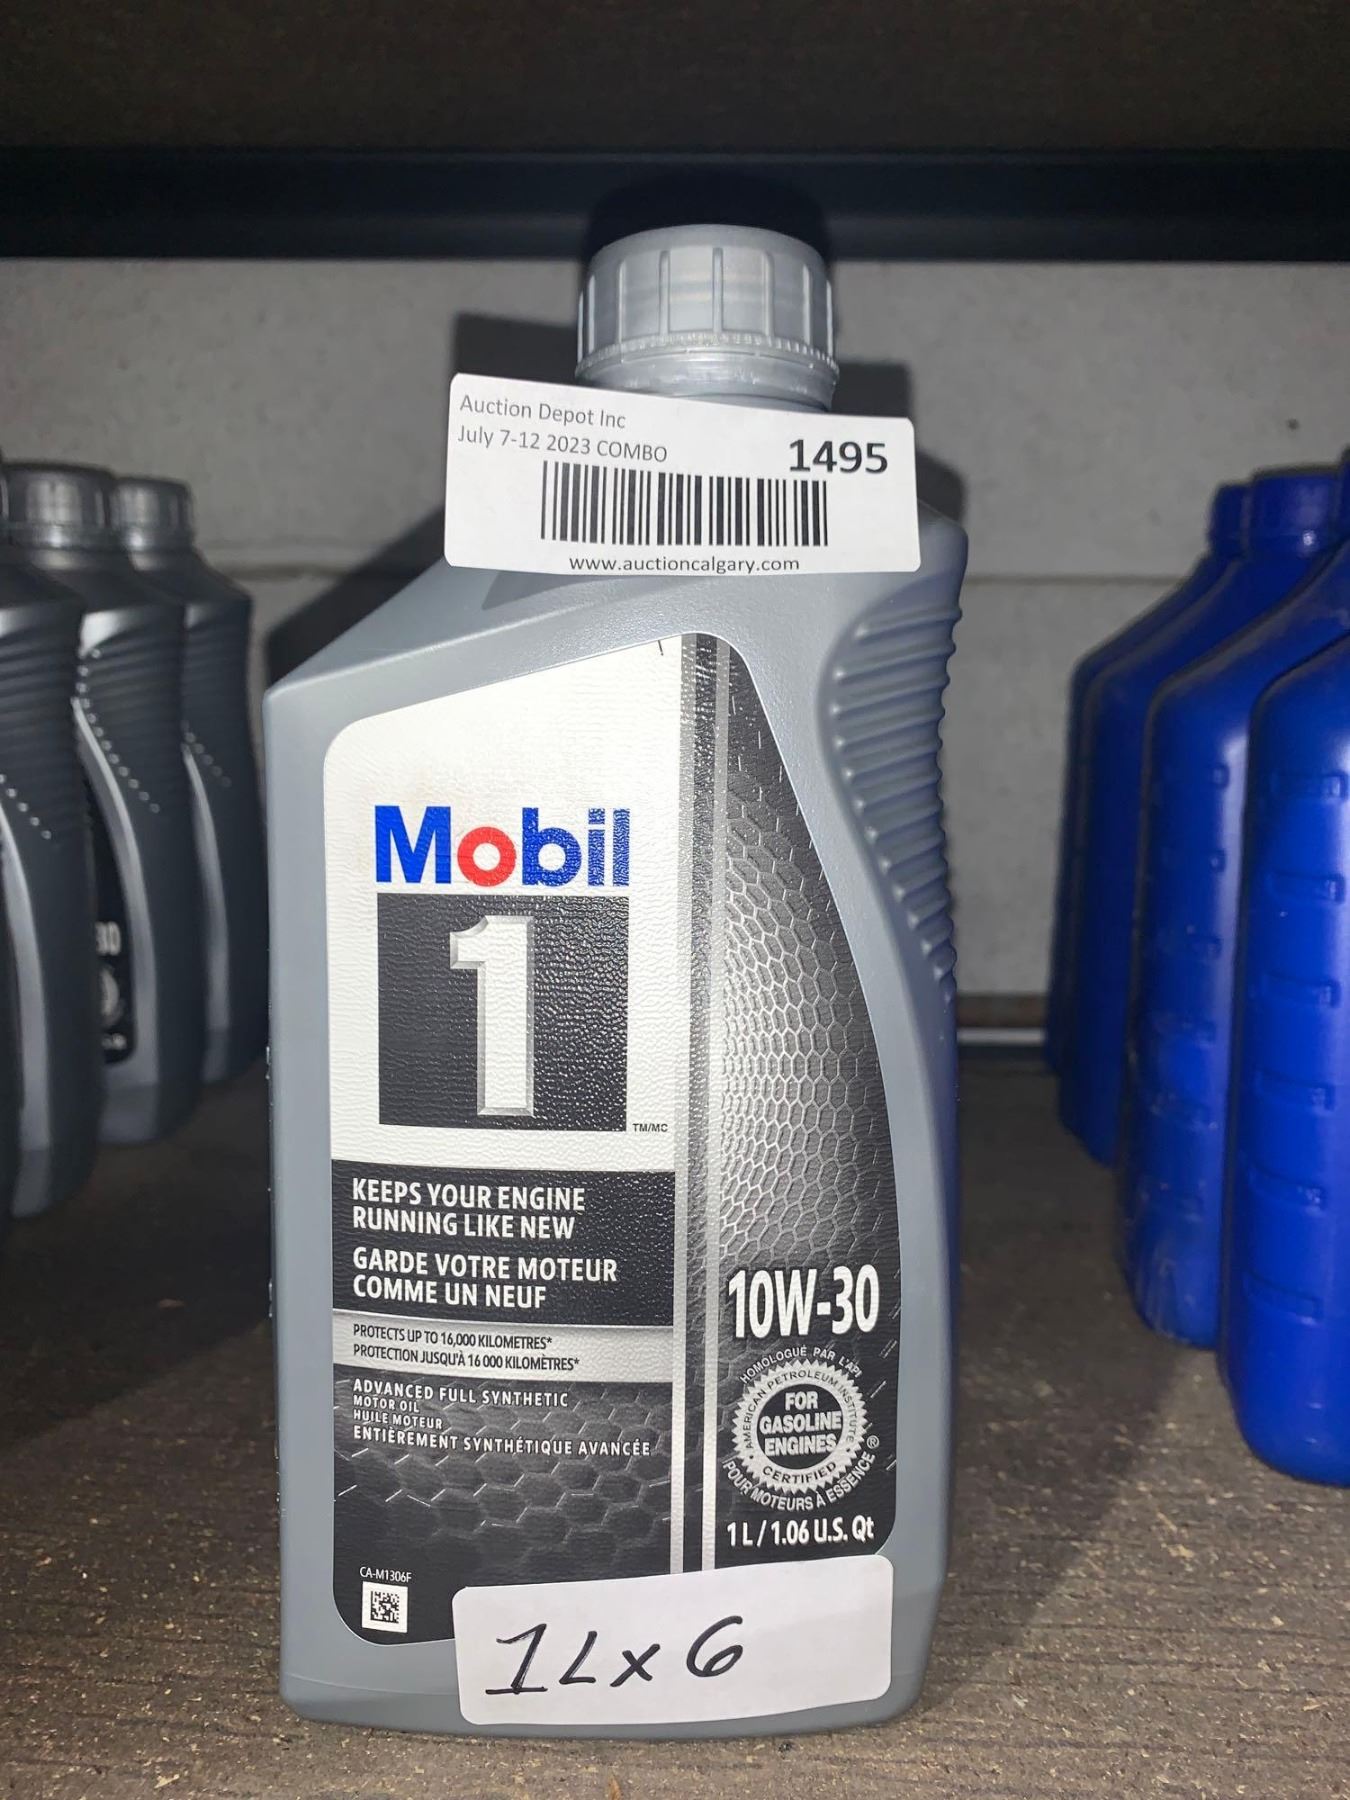 Auction Depot Inc
July 7-12 2023 COMBO
1495
www.auctioncalgary.com
Mobil
1
TM/MC
KEEPS YOUR ENGINE
RUNNING LIKE NEW
GARDE VOTRE MOTEUR
COMME UN NEUF
PROTECTS UP TO 16,000 KILOMETRES*
PROTECTION JUSQU'À 16 000 KILOMÈTRES*
ADVANCED FULL SYNTHETIC
MOTOR OIL
HUILE MOTEUR
ENTIÈREMENT SYNTHÉTIQUE AVANCÉE
CA-M1306F
10W-30
HOMOLOGUÉ PAR L'API
AMERICAN PETROLEUM INSTITUTE
FOR
GASOLINE
ENGINES
CERTIFIED
®
POUR MOTEURS À ESSENCE
1 L / 1.06 U.S. Qt
1L x 6
30